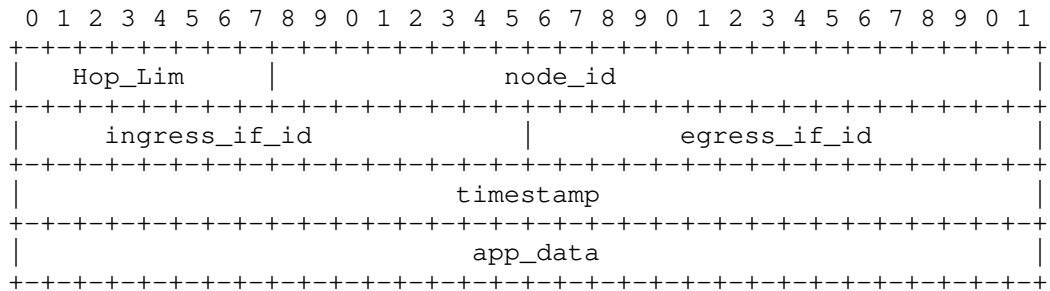 0 1 2 3 4 5 6 7 8 9 0 1 2 3 4 5 6 7 8 9 0 1 2 3 4 5 6 7 8 9 0 1
+-+-+-+-+-+-+-+-+-+-+-+-+-+-+-+-+-+-+-+-+-+-+-+-+-+-+-+-+-+-+-+-+
|   Hop_Lim     |              node_id                          |
+-+-+-+-+-+-+-+-+-+-+-+-+-+-+-+-+-+-+-+-+-+-+-+-+-+-+-+-+-+-+-+-+
|     ingress_if_id             |         egress_if_id          |
+-+-+-+-+-+-+-+-+-+-+-+-+-+-+-+-+-+-+-+-+-+-+-+-+-+-+-+-+-+-+-+-+
|                           timestamp                           |
+-+-+-+-+-+-+-+-+-+-+-+-+-+-+-+-+-+-+-+-+-+-+-+-+-+-+-+-+-+-+-+-+
|                            app_data                           |
+-+-+-+-+-+-+-+-+-+-+-+-+-+-+-+-+-+-+-+-+-+-+-+-+-+-+-+-+-+-+-+-+